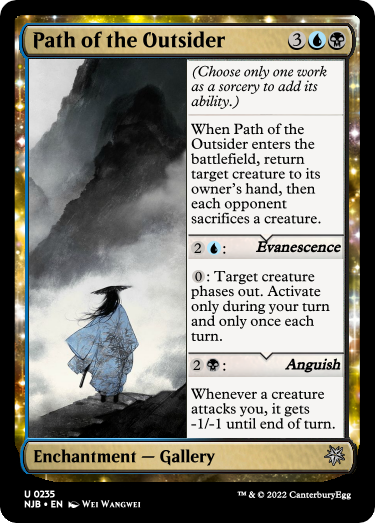 Path of the Outsider 3
(Choose only one work
as a sorcery to add its
ability.)
When Path of the
Outsider enters the
battlefield, return
target creature to its
owner's hand, then
each opponent
sacrifices a creature.
2 : Evanescence
0: Target creature
phases out. Activate
only during your turn
and only once each
turn.
2 : Anguish
Whenever a creature
attacks you, it gets
-1/-1 until end of turn.
Enchantment — Gallery
U 0235
NJB • EN Wei Wangwei
™ & © 2022 CanterburyEgg